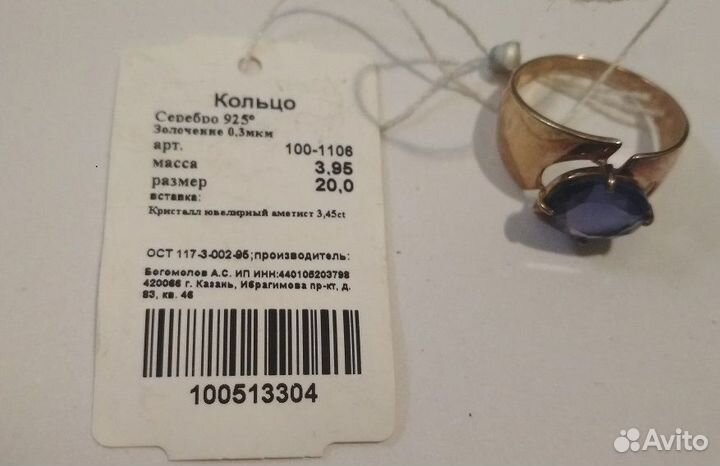 Кольцо
Серебро 925°
Золочение 0,3мкм
арт. 100-1106
масса 3,95
размер 20,0
вставка:
Кристалл ювелирный аметист 3,45ct
ОСТ 117-3-002-95; производитель:
Богомолов А.С. ИП ИНН:440105203798
420066 г. Казань, Ибрагимова пр-кт, д.
83, кв. 46
100513304
Avito